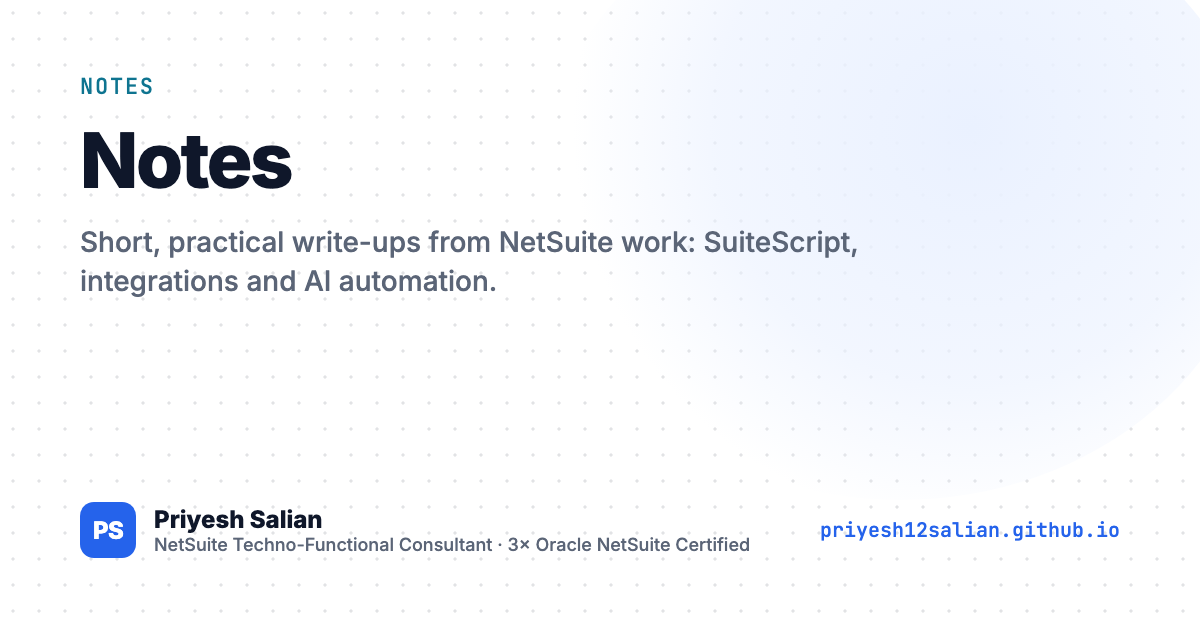 NOTES
Notes
Short, practical write-ups from NetSuite work: SuiteScript,
integrations and AI automation.
PS
Priyesh Salian
NetSuite Techno-Functional Consultant · 3× Oracle NetSuite Certified
priyesh12salian.github.io